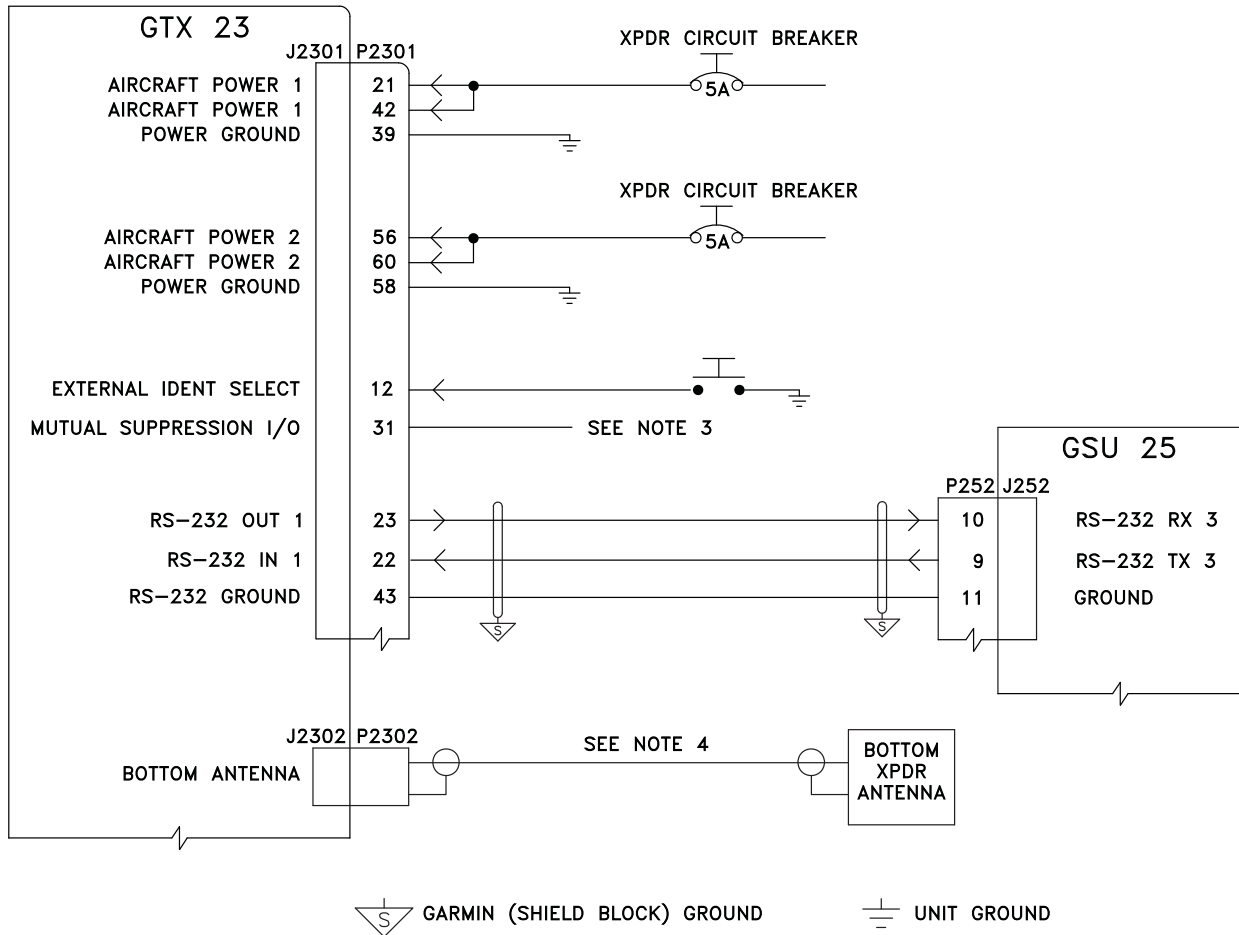 GTX 23
J2301 P2301
XPDR CIRCUIT BREAKER
AIRCRAFT POWER 1 21 5A
AIRCRAFT POWER 1 42
POWER GROUND 39
XPDR CIRCUIT BREAKER
AIRCRAFT POWER 2 56 5A
AIRCRAFT POWER 2 60
POWER GROUND 58
EXTERNAL IDENT SELECT 12
MUTUAL SUPPRESSION I/O 31 SEE NOTE 3
GSU 25
P252 J252
RS-232 OUT 1 23 10 RS-232 RX 3
RS-232 IN 1 22 9 RS-232 TX 3
RS-232 GROUND 43 11 GROUND
S S
J2302 P2302
SEE NOTE 4
BOTTOM ANTENNA
BOTTOM
XPDR
ANTENNA
S GARMIN (SHIELD BLOCK) GROUND UNIT GROUND